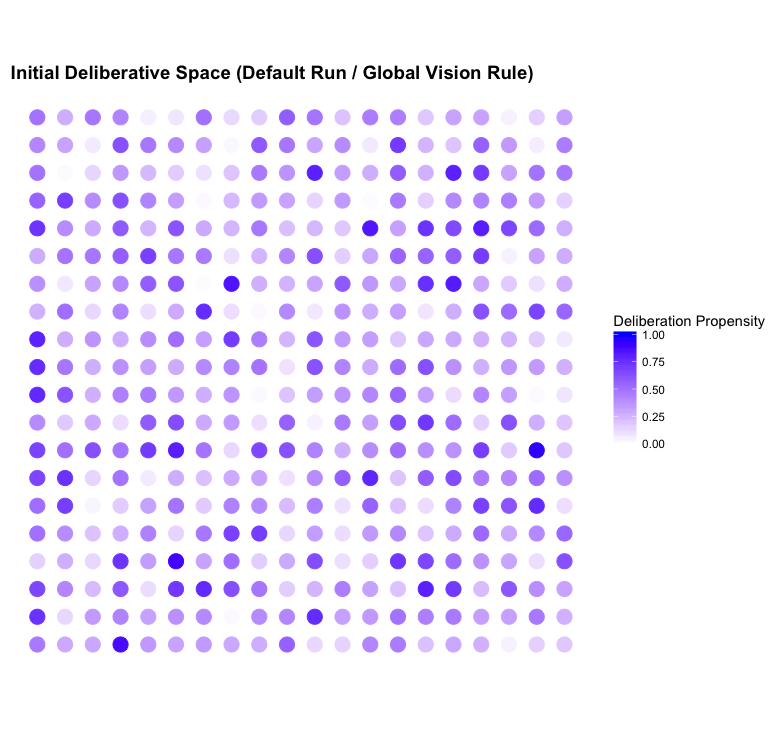 Initial Deliberative Space (Default Run / Global Vision Rule)
Deliberation Propensity
1.00
0.75
0.50
0.25
0.00